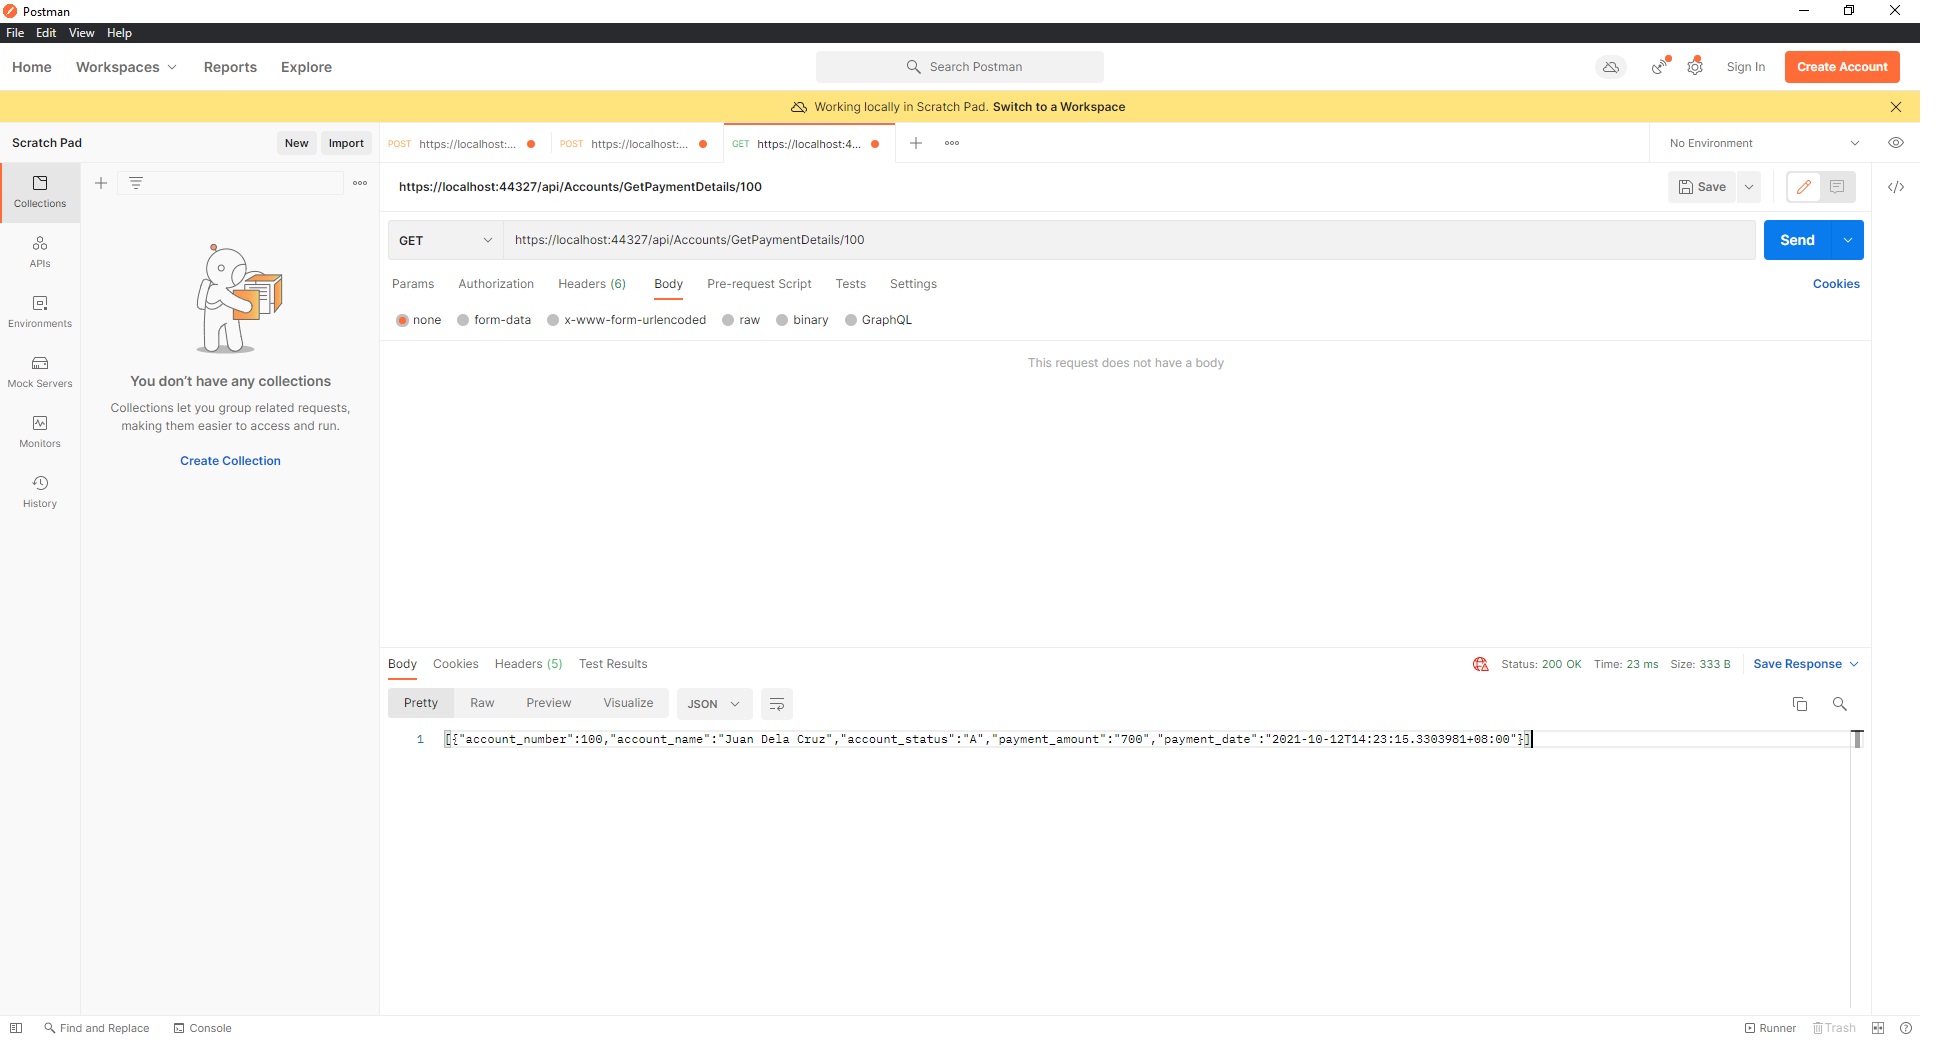 Postman
File Edit View Help
Home Workspaces Reports Explore Search Postman Sign In Create Account
Working locally in Scratch Pad. Switch to a Workspace
Scratch Pad New Import POST https://localhost:... POST https://localhost:... GET https://localhost:4... No Environment
https://localhost:44327/api/Accounts/GetPaymentDetails/100 Save
Collections
GET https://localhost:44327/api/Accounts/GetPaymentDetails/100 Send
APIs
Params Authorization Headers (6) Body Pre-request Script Tests Settings Cookies
none form-data x-www-form-urlencoded raw binary GraphQL
Environments
This request does not have a body
Mock Servers
You don't have any collections
Collections let you group related requests,
making them easier to access and run.
Monitors
Create Collection
History
Body Cookies Headers (5) Test Results Status: 200 OK Time: 23 ms Size: 333 B Save Response
Pretty Raw Preview Visualize JSON
1 [{"account_number":100,"account_name":"Juan Dela Cruz","account_status":"A","payment_amount":"700","payment_date":"2021-10-12T14:23:15.3303981+08:00"}]
Find and Replace Console Runner Trash